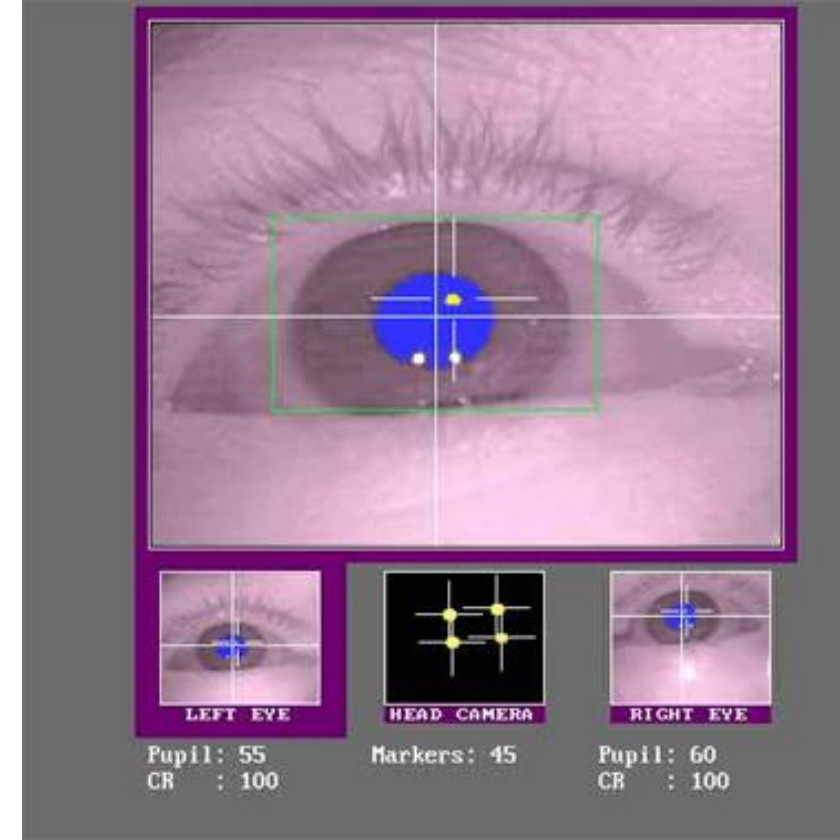 LEFT EYE
HEAD CAMERA
RIGHT EYE
Pupil: 55
CR : 100
Markers: 45
Pupil: 60
CR : 100